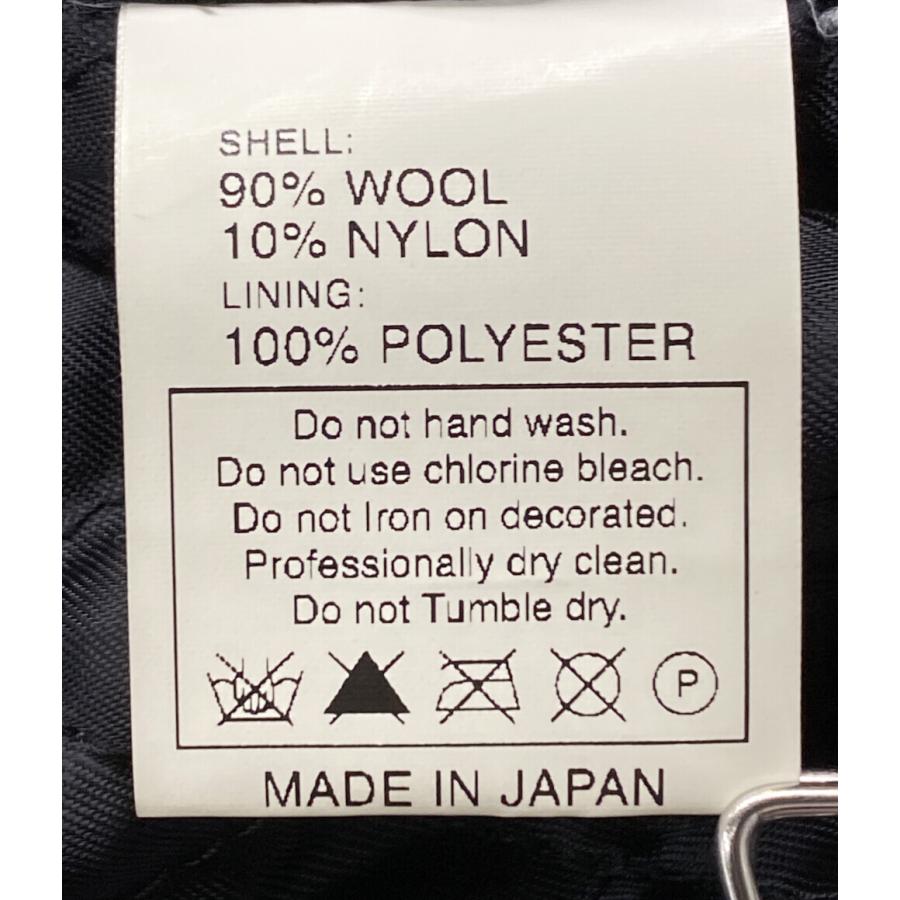 SHELL:
90% WOOL
10% NYLON
LINING:
100% POLYESTER
Do not hand wash.
Do not use chlorine bleach.
Do not Iron on decorated.
Professionally dry clean.
Do not Tumble dry.
P
MADE IN JAPAN